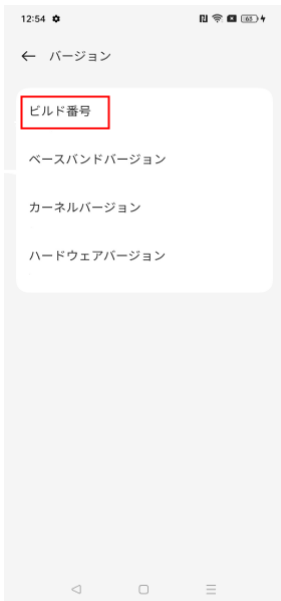 12:54 65
← バージョン
ビルド番号
ベースバンドバージョン
カーネルバージョン
ハードウェアバージョン